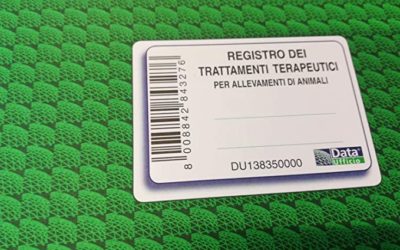 REGISTRO DEI
TRATTAMENTI TERAPEUTICI
PER ALLEVAMENTI DI ANIMALI
8 008842 843276
DU138350000
Data
Ufficio